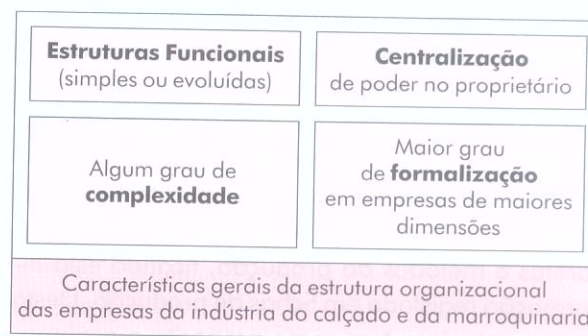 Estruturas Funcionais
(simples ou evoluídas)
Centralização
de poder no proprietário
Algum grau de
complexidade
Maior grau
de formalização
em empresas de maiores
dimensões
Características gerais da estrutura organizacional
das empresas da indústria do calçado e da marroquinaria